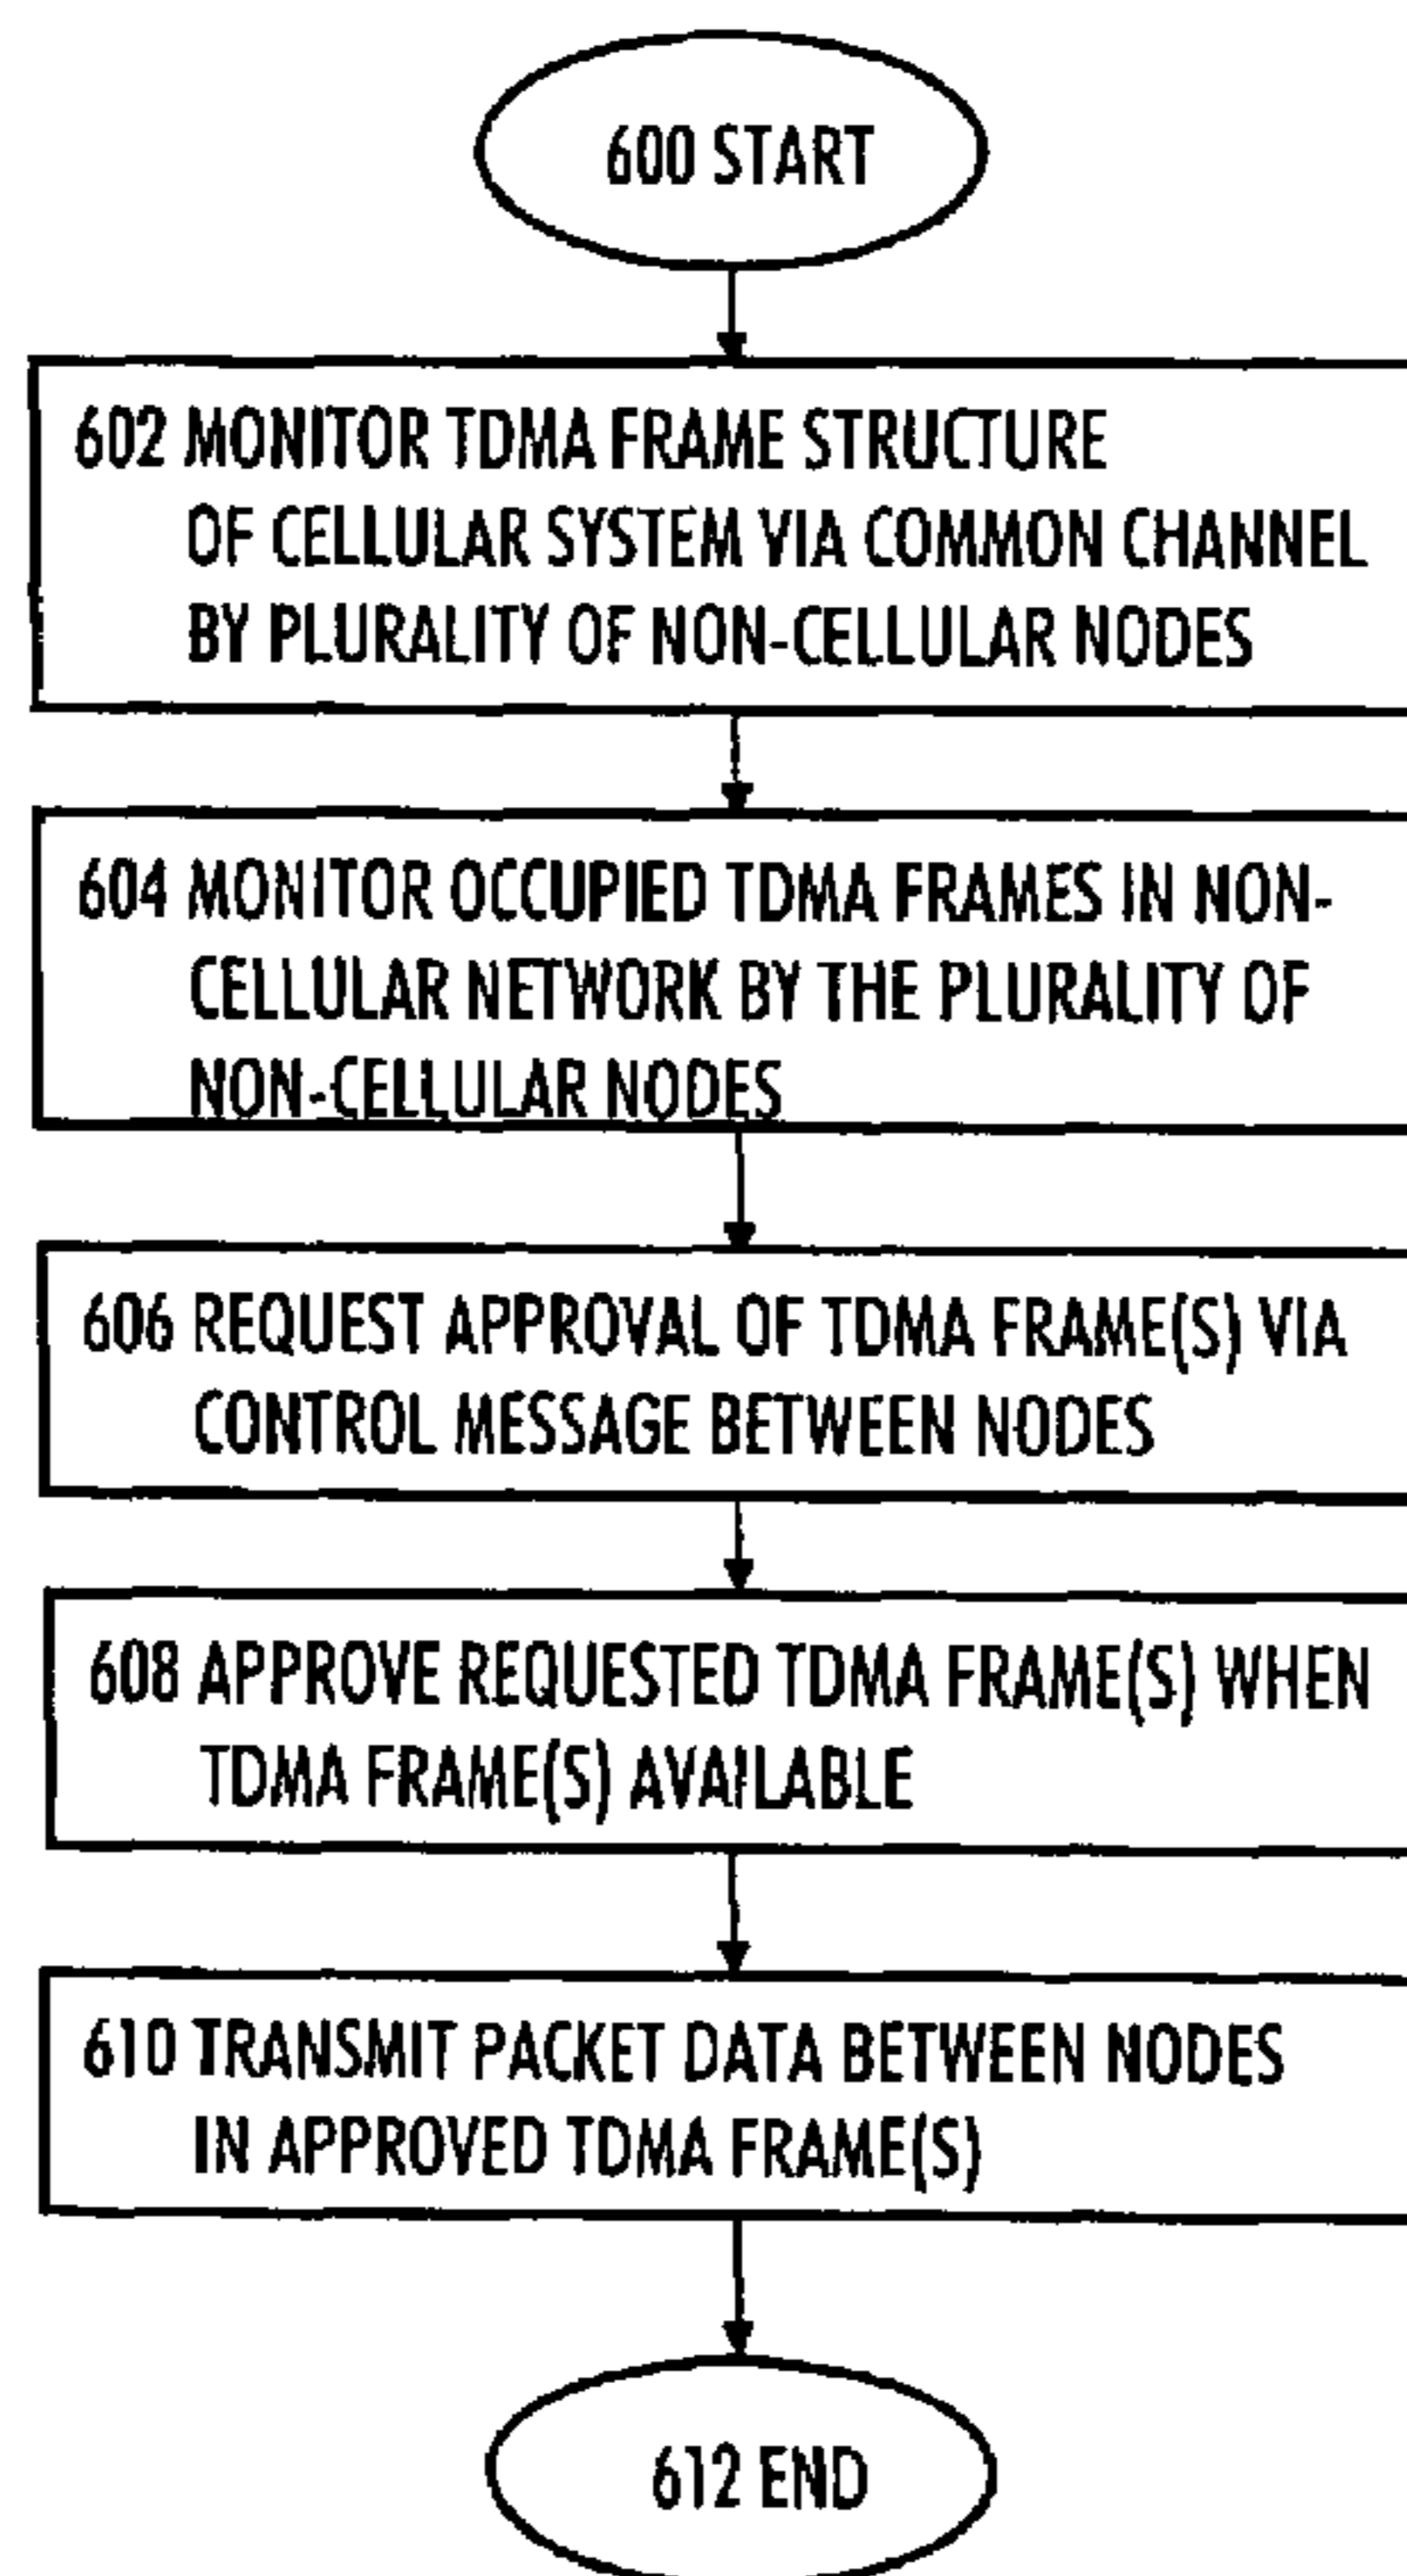 600 START
602 MONITOR TDMA FRAME STRUCTURE
OF CELLULAR SYSTEM VIA COMMON CHANNEL
BY PLURALITY OF NON-CELLULAR NODES
604 MONITOR OCCUPIED TDMA FRAMES IN NON-
CELLULAR NETWORK BY THE PLURALITY OF
NON-CELLULAR NODES
606 REQUEST APPROVAL OF TDMA FRAME(S) VIA
CONTROL MESSAGE BETWEEN NODES
608 APPROVE REQUESTED TDMA FRAME(S) WHEN
TDMA FRAME(S) AVAILABLE
610 TRANSMIT PACKET DATA BETWEEN NODES
IN APPROVED TDMA FRAME(S)
612 END